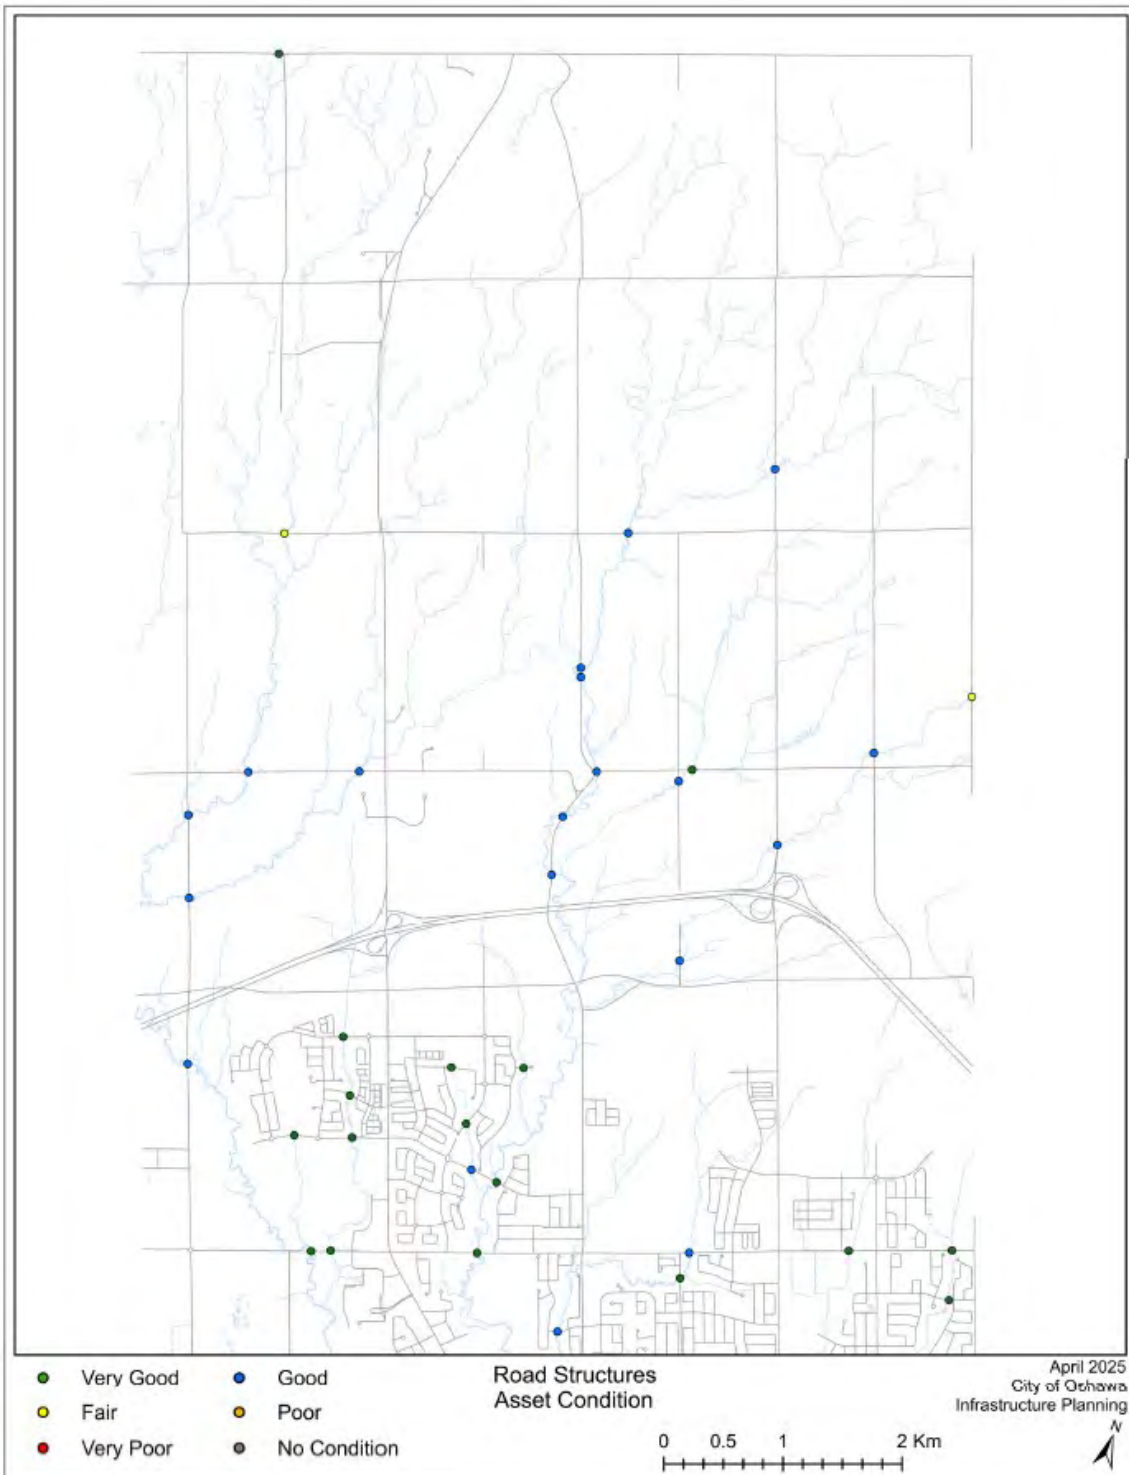 Very Good
Good
Fair
Poor
Very Poor
No Condition
Road Structures
Asset Condition
April 2025
City of Oshawa
Infrastructure Planning
N
0 0.5 1 2 Km